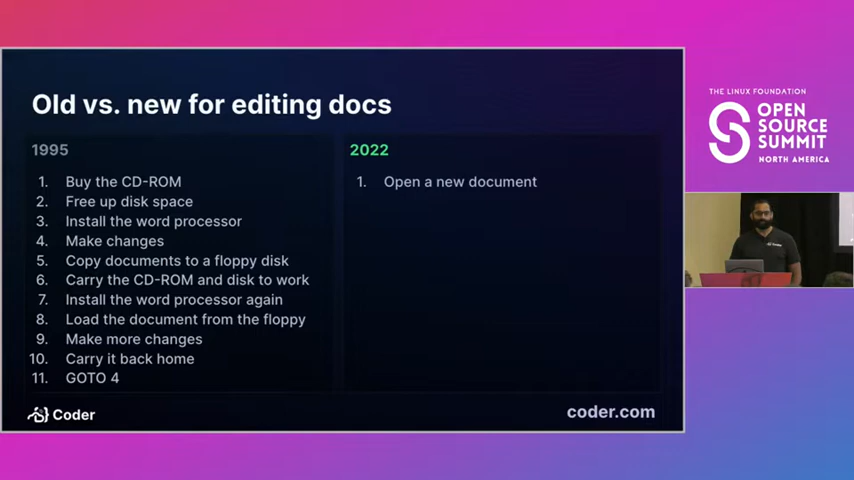 Old vs. new for editing docs
1995
1. Buy the CD-ROM
2. Free up disk space
3. Install the word processor
4. Make changes
5. Copy documents to a floppy disk
6. Carry the CD-ROM and disk to work
7. Install the word processor again
8. Load the document from the floppy
9. Make more changes
10. Carry it back home
11. GOTO 4
2022
1. Open a new document
Coder
coder.com
THE LINUX FOUNDATION
OPEN
SOURCE
SUMMIT
NORTH AMERICA